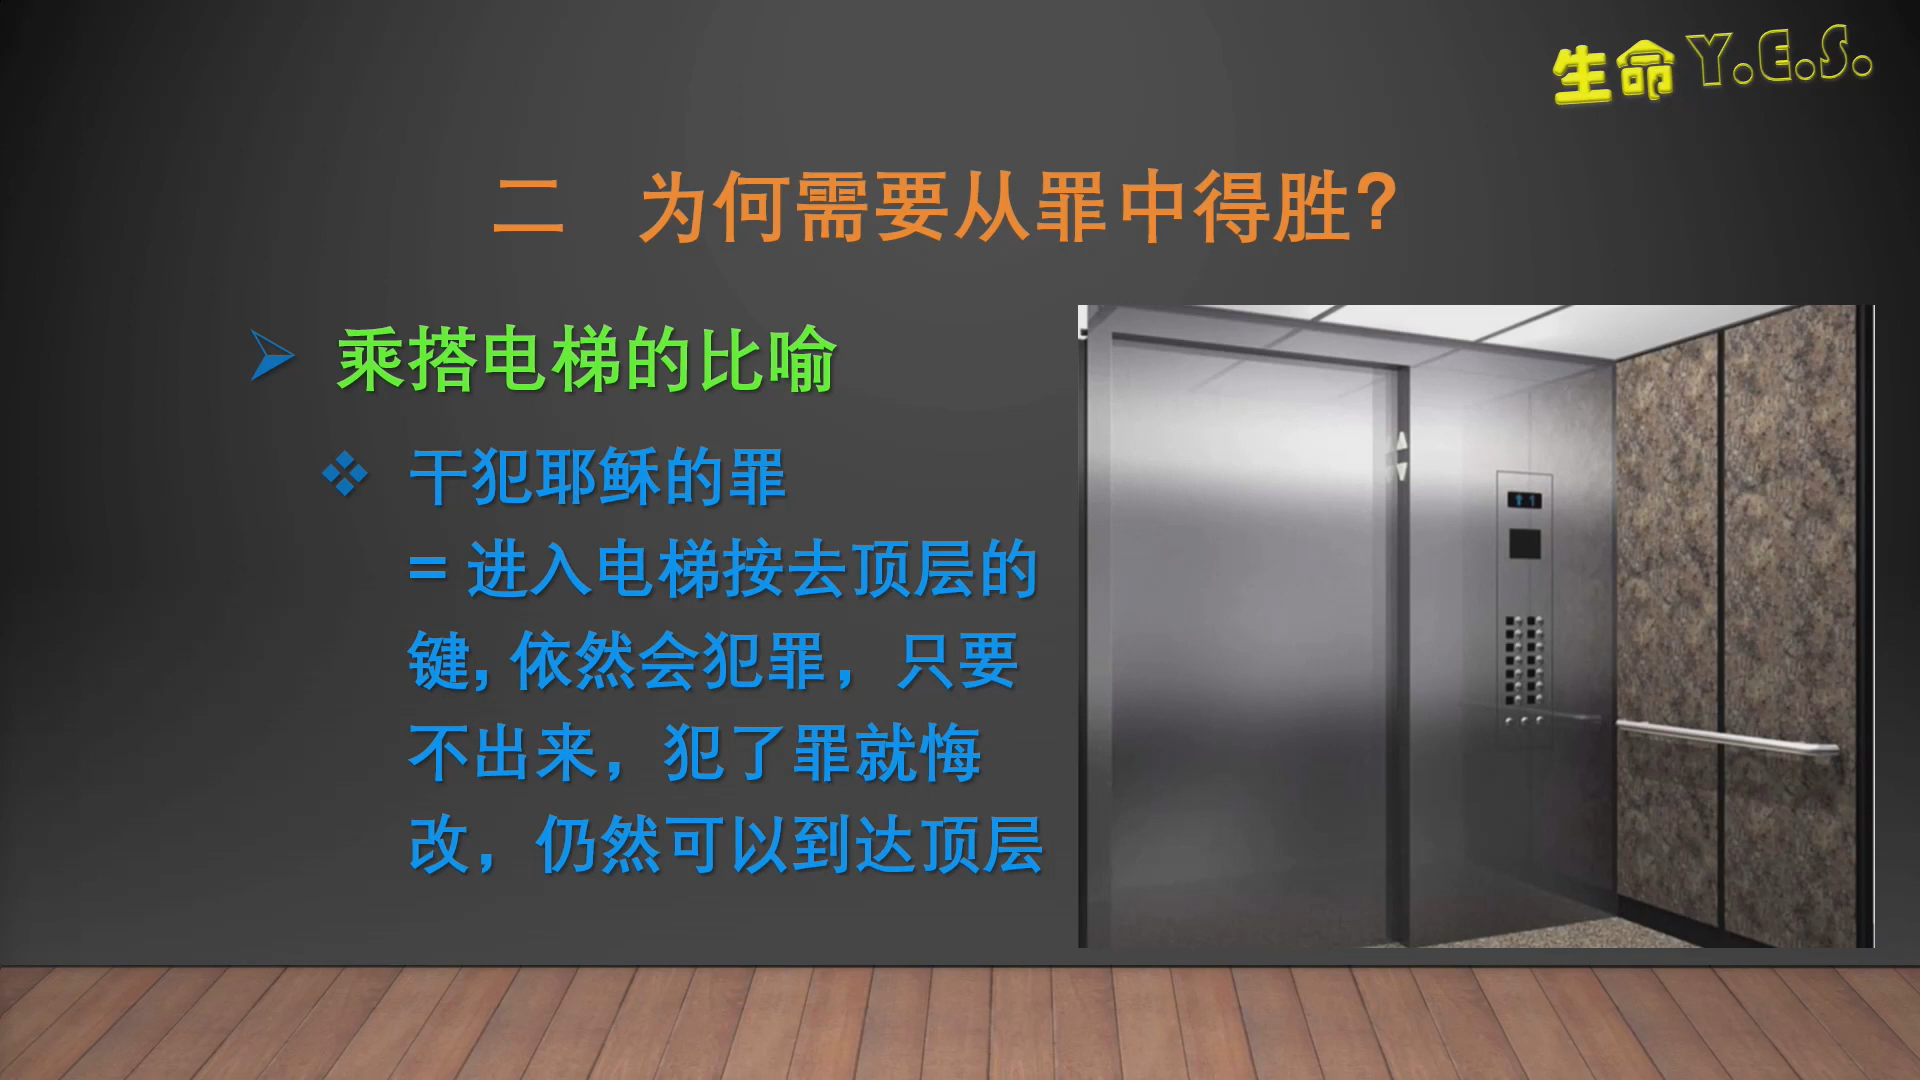 生命 Y.E.S.
二 为何需要从罪中得胜?
乘搭电梯的比喻
干犯耶稣的罪
= 进入电梯按去顶层的
键, 依然会犯罪，只要
不出来，犯了罪就悔
改，仍然可以到达顶层